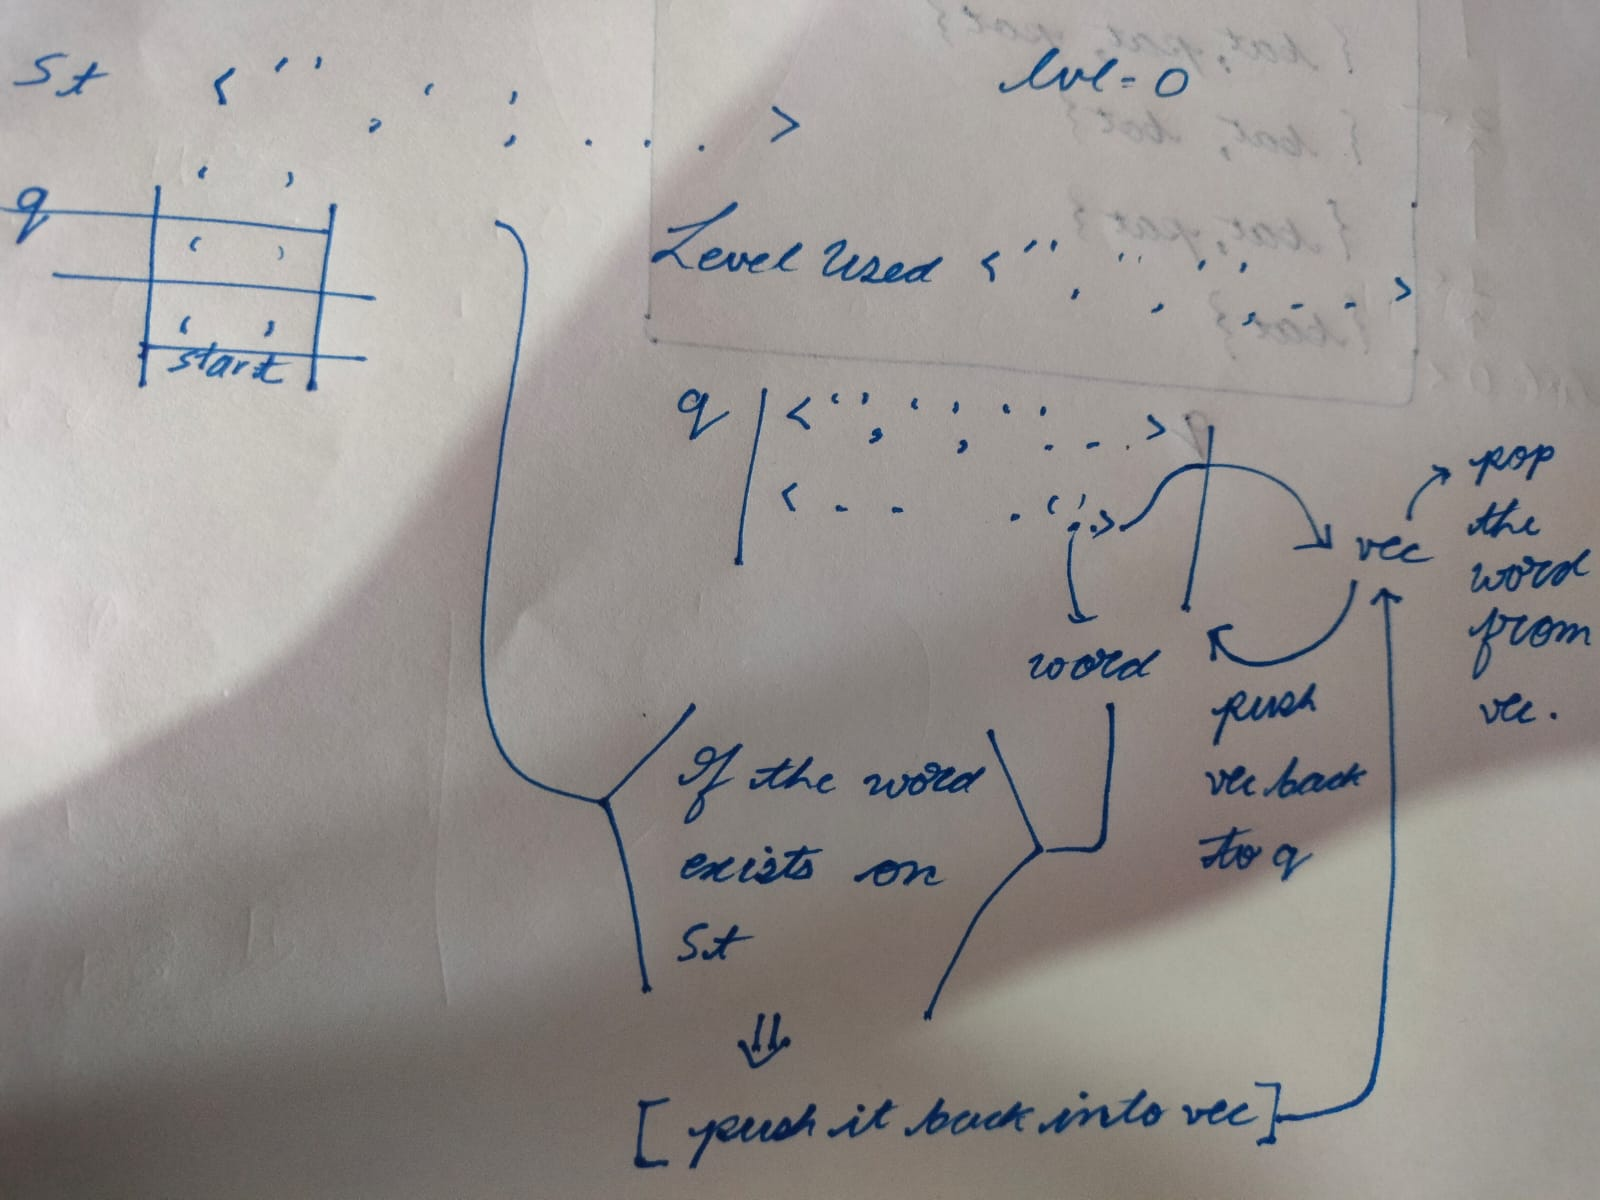 St < ' ' , ' , ' ; . . . . >
lvl = 0
q
start
Level Used < ' ' , ' ' , ' ' , - - - >
q < ' ' , ' ' , ' ' . - - . >
< - - . ' ' . . >
word
vec
pop
the
word
from
vec.
push
vec back
to q
If the word
exists on
St
⇓
[ push it back into vec ]